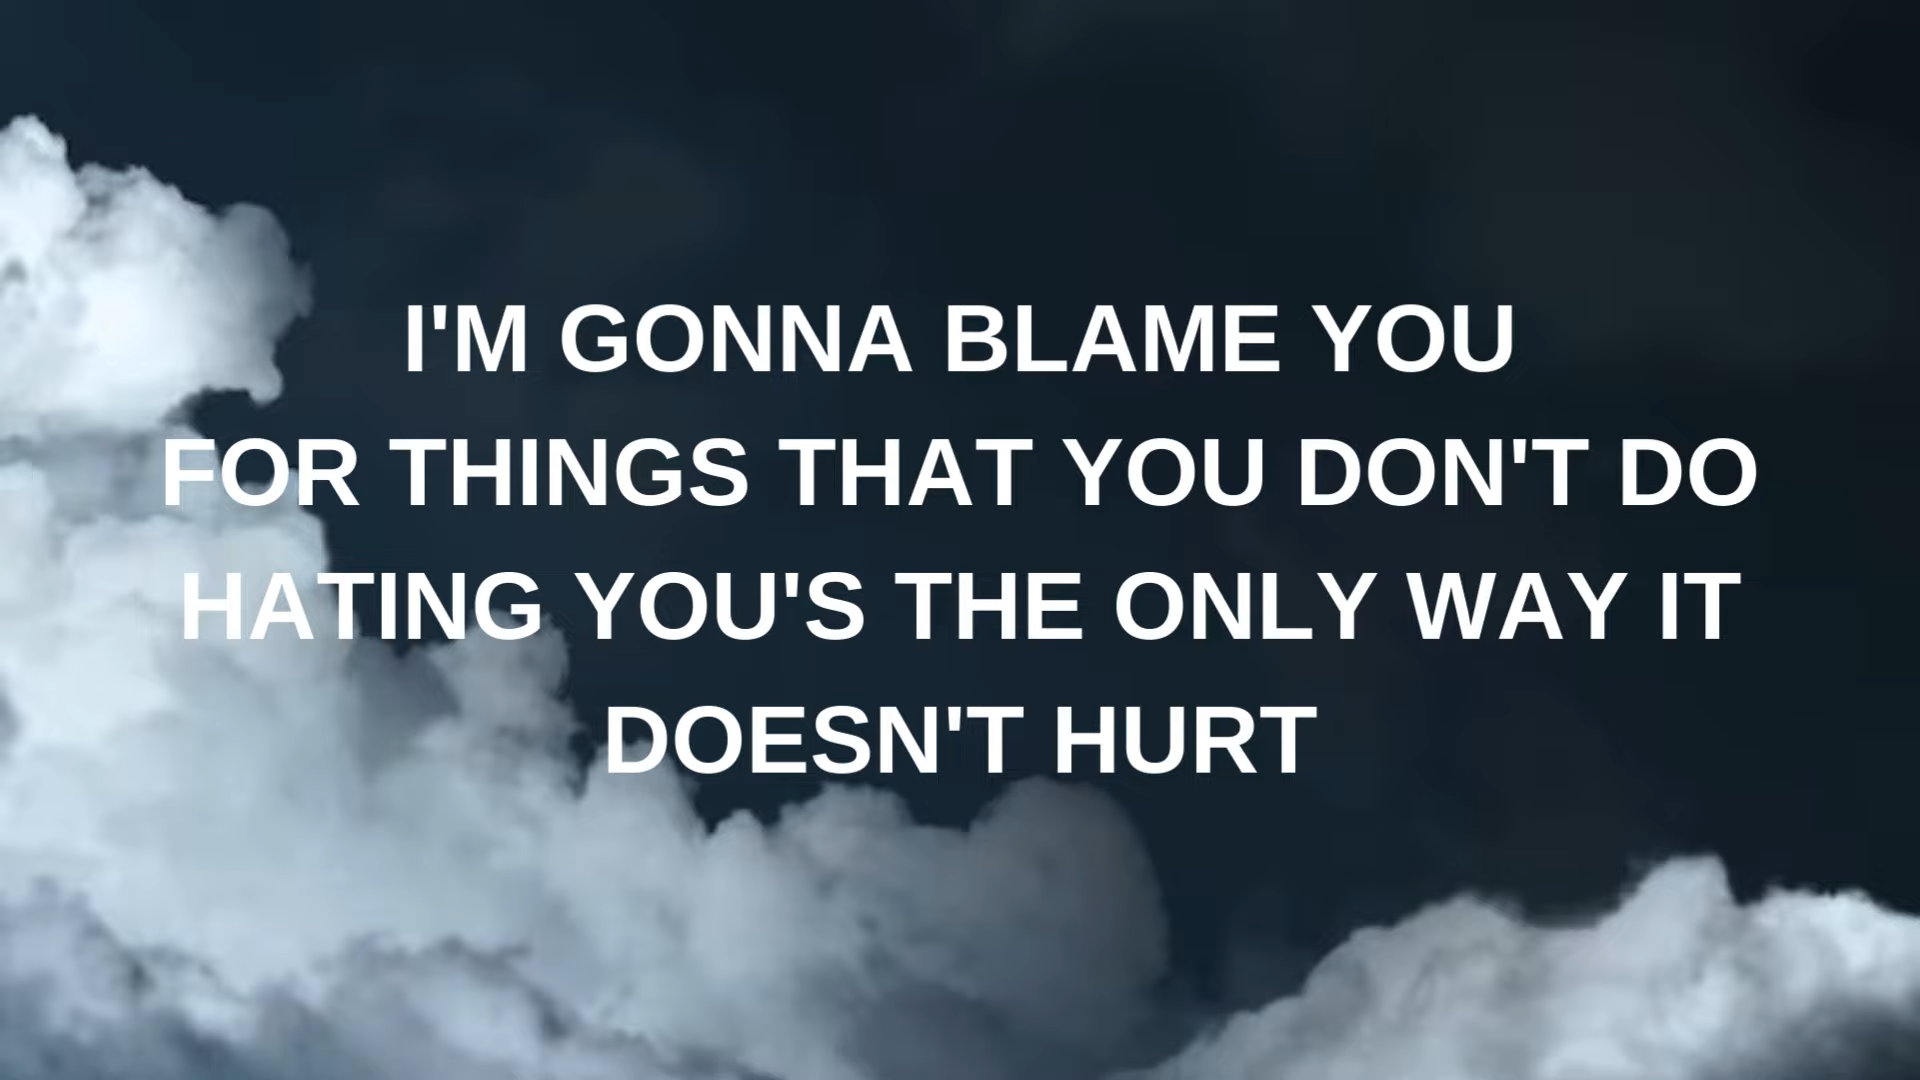 I'M GONNA BLAME YOU
FOR THINGS THAT YOU DON'T DO
HATING YOU'S THE ONLY WAY IT
DOESN'T HURT